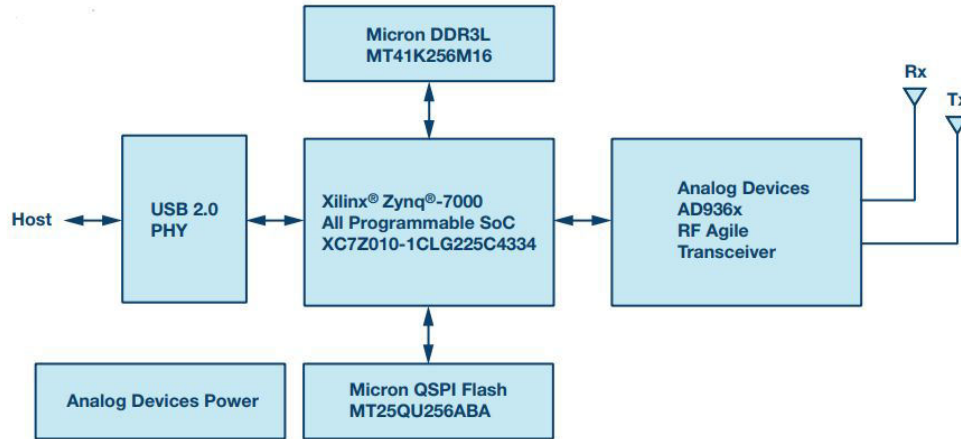 Micron DDR3L
MT41K256M16
Rx
Tx
Host
USB 2.0
PHY
Xilinx® Zynq®-7000
All Programmable SoC
XC7Z010-1CLG225C4334
Analog Devices
AD936x
RF Agile
Transceiver
Analog Devices Power
Micron QSPI Flash
MT25QU256ABA